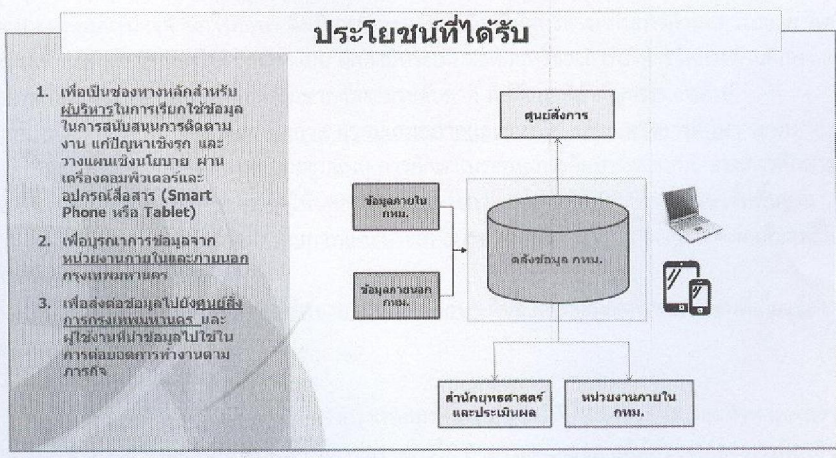 ประโยชน์ที่ได้รับ
1. เพื่อเป็นช่องทางหลักสำหรับ
ผู้บริหารในการเรียกใช้ข้อมูล
ในการสนับสนุนการติดตาม
งาน แก้ปัญหาเชิงรุก และ
วางแผนเชิงนโยบาย ผ่าน
เครื่องคอมพิวเตอร์และ
อุปกรณ์สื่อสาร (Smart
Phone หรือ Tablet)
2. เพื่อบูรณาการข้อมูลจาก
หน่วยงานภายในและภายนอก
กรุงเทพมหานคร
3. เพื่อส่งต่อข้อมูลไปยังศูนย์สั่ง
การกรุงเทพมหานคร และ
ผู้ใช้งานที่นำข้อมูลไปใช้ใน
การต่อยอดการทำงานตาม
ภารกิจ
ศูนย์สั่งการ
ข้อมูลภายใน
กทม.
คลังข้อมูล กทม.
ข้อมูลภายนอก
กทม.
สำนักยุทธศาสตร์
และประเมินผล
หน่วยงานภายใน
กทม.